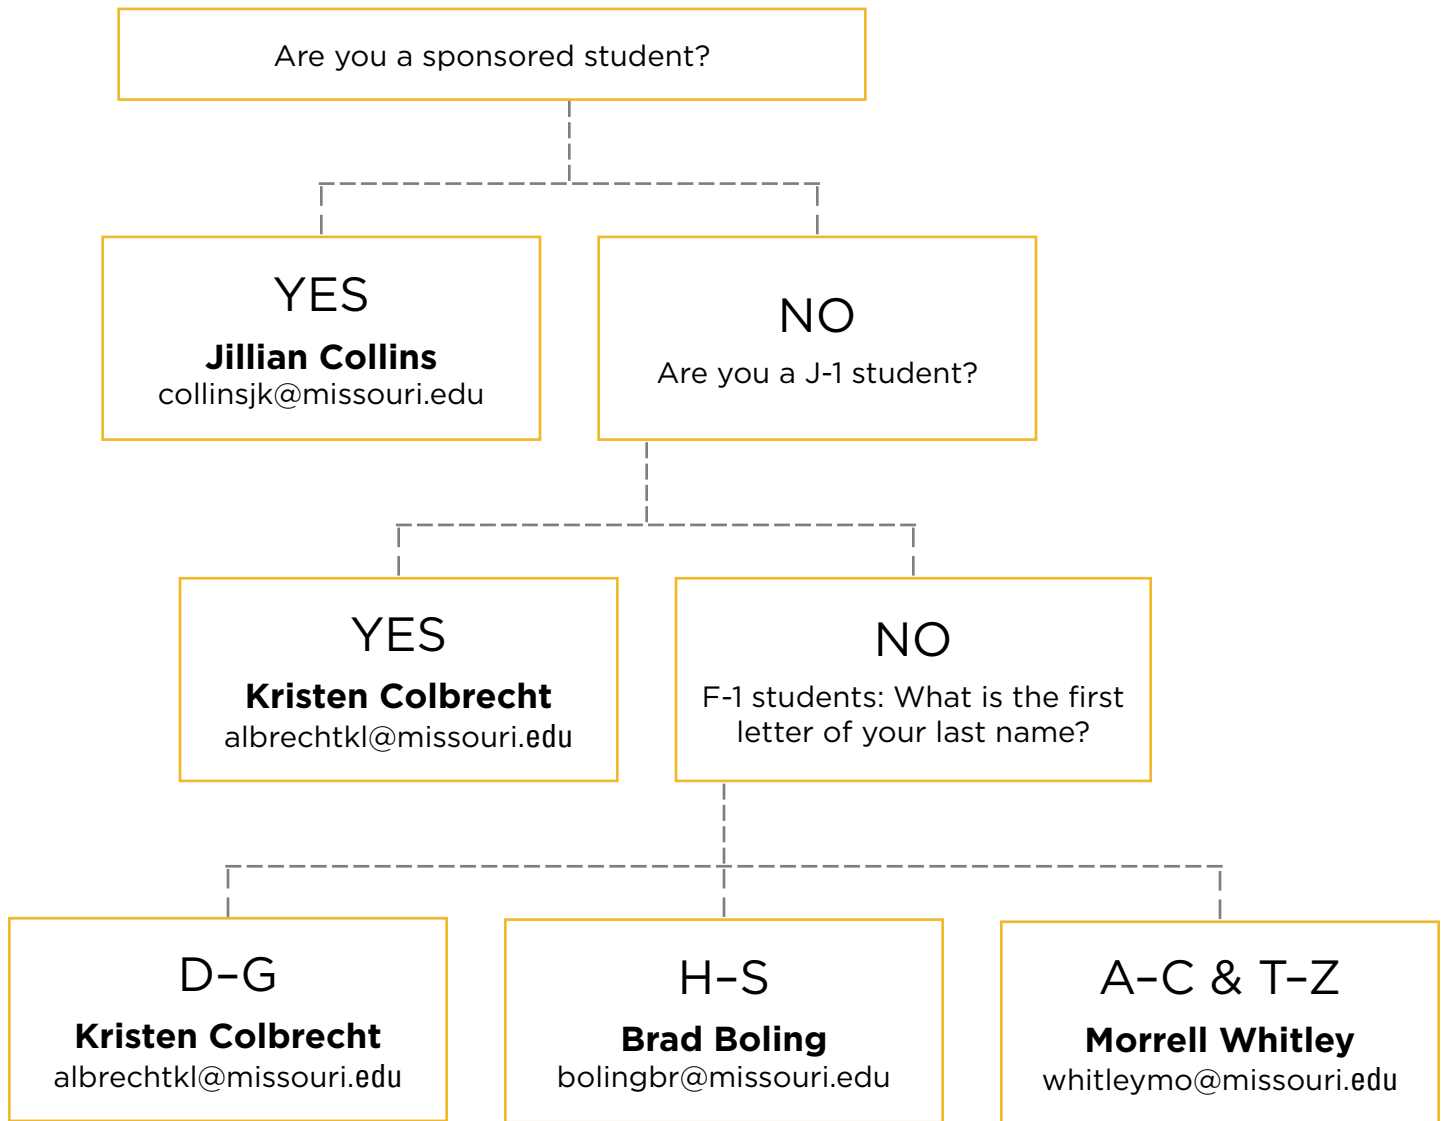 Are you a sponsored student?
YES
Jillian Collins
collinsjk@missouri.edu
NO
Are you a J-1 student?
YES
Kristen Colbrecht
albrechtkl@missouri.edu
NO
F-1 students: What is the first
letter of your last name?
D–G
Kristen Colbrecht
albrechtkl@missouri.edu
H–S
Brad Boling
bolingbr@missouri.edu
A–C & T–Z
Morrell Whitley
whitleymo@missouri.edu